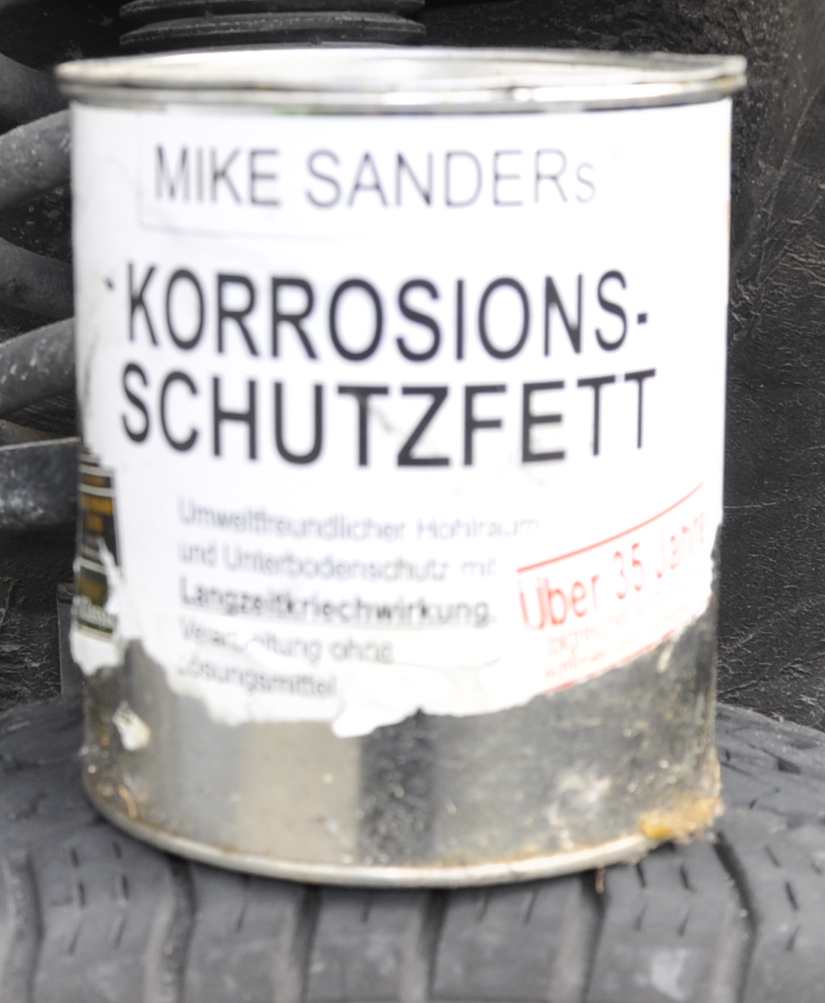 MIKE SANDERs
KORROSIONS-
SCHUTZFETT
Umweltfreundlicher Hohlraum
und Unterbodenschutz mit
Langzeitkriechwirkung.
Verarbeitung ohne
Lösungsmittel
Über 35 Jahre